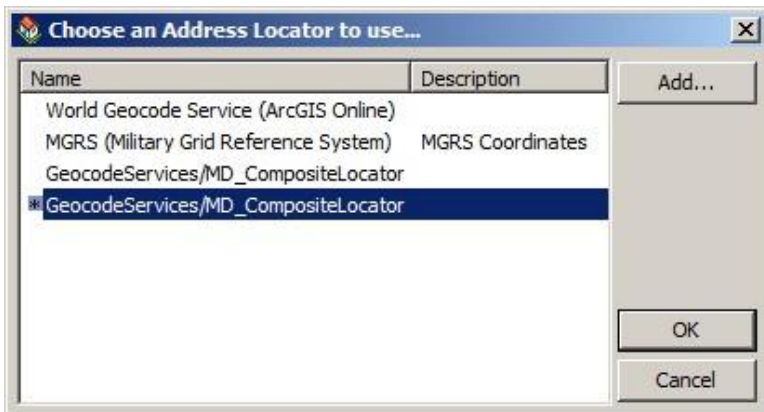 Choose an Address Locator to use...
Name Description Add...
World Geocode Service (ArcGIS Online)
MGRS (Military Grid Reference System) MGRS Coordinates
GeocodeServices/MD_CompositeLocator
* GeocodeServices/MD_CompositeLocator
OK
Cancel